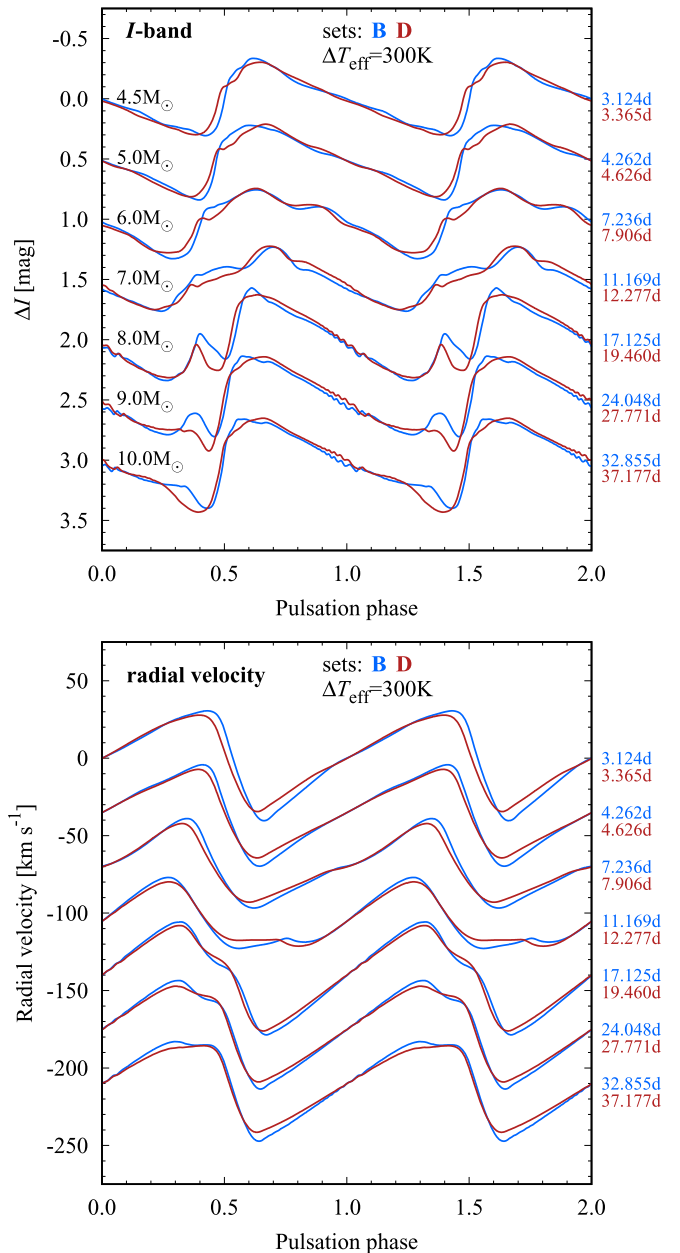 I-band
sets: B D
ΔTeff=300K
-0.5
0.0
0.5
1.0
1.5
2.0
2.5
3.0
3.5
ΔI [mag]
4.5M☉
5.0M☉
6.0M☉
7.0M☉
8.0M☉
9.0M☉
10.0M☉
3.124d
3.365d
4.262d
4.626d
7.236d
7.906d
11.169d
12.277d
17.125d
19.460d
24.048d
27.771d
32.855d
37.177d
0.0 0.5 1.0 1.5 2.0
Pulsation phase
radial velocity
sets: B D
ΔTeff=300K
50
0
-50
-100
-150
-200
-250
Radial velocity [km s⁻¹]
3.124d
3.365d
4.262d
4.626d
7.236d
7.906d
11.169d
12.277d
17.125d
19.460d
24.048d
27.771d
32.855d
37.177d
0.0 0.5 1.0 1.5 2.0
Pulsation phase